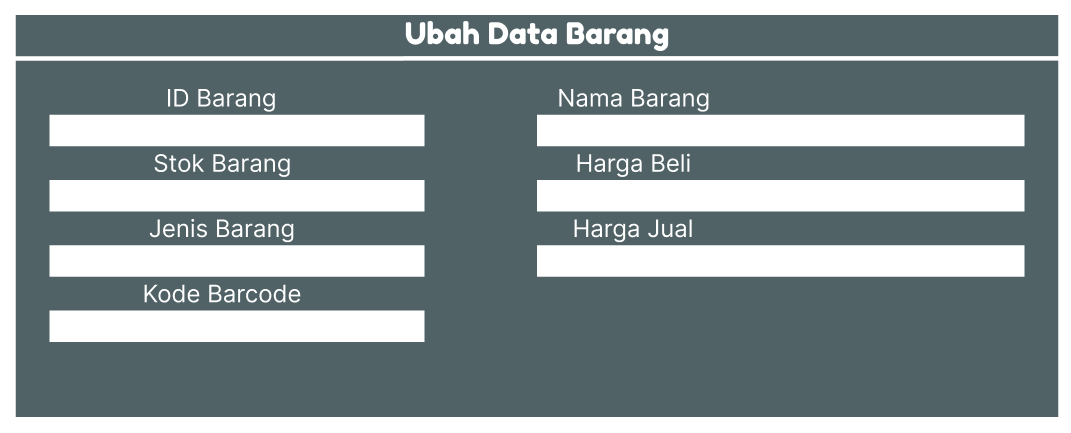 Ubah Data Barang
ID Barang
Nama Barang
Stok Barang
Harga Beli
Jenis Barang
Harga Jual
Kode Barcode